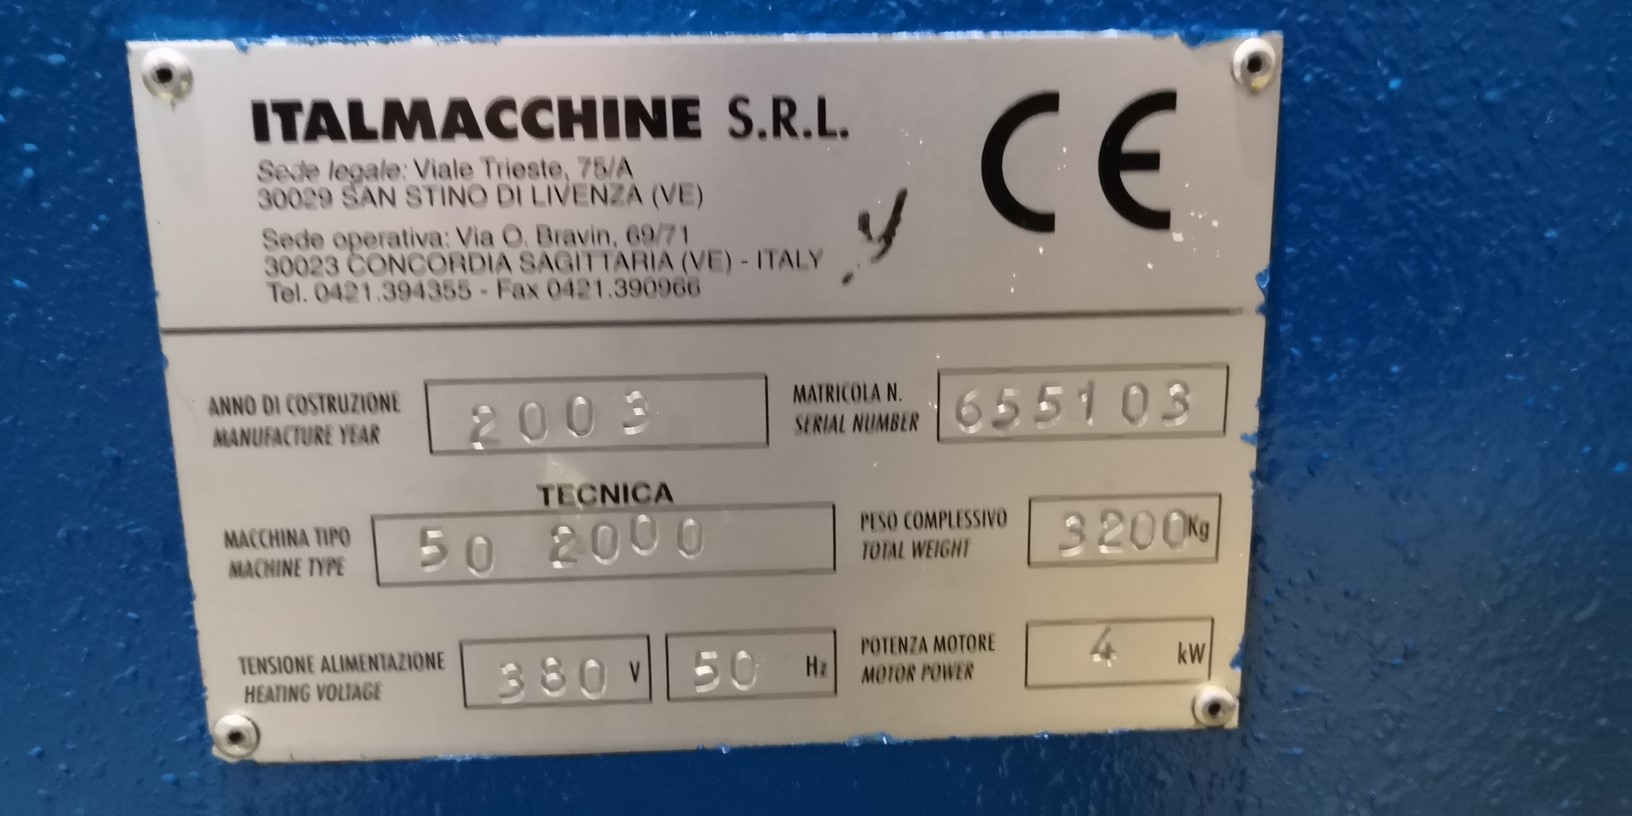 ITALMACCHINE S.R.L.
CE
Sede legale: Viale Trieste, 75/A
30029 SAN STINO DI LIVENZA (VE)
Sede operativa: Via O. Bravin, 69/71
30023 CONCORDIA SAGITTARIA (VE) - ITALY
Tel. 0421.394355 - Fax 0421.390966
ANNO DI COSTRUZIONE
MANUFACTURE YEAR
2003
MATRICOLA N.
SERIAL NUMBER
655103
TECNICA
MACCHINA TIPO
MACHINE TYPE
50 2000
PESO COMPLESSIVO
TOTAL WEIGHT
3200 Kg
TENSIONE ALIMENTAZIONE
HEATING VOLTAGE
380 V
50 Hz
POTENZA MOTORE
MOTOR POWER
4 kW